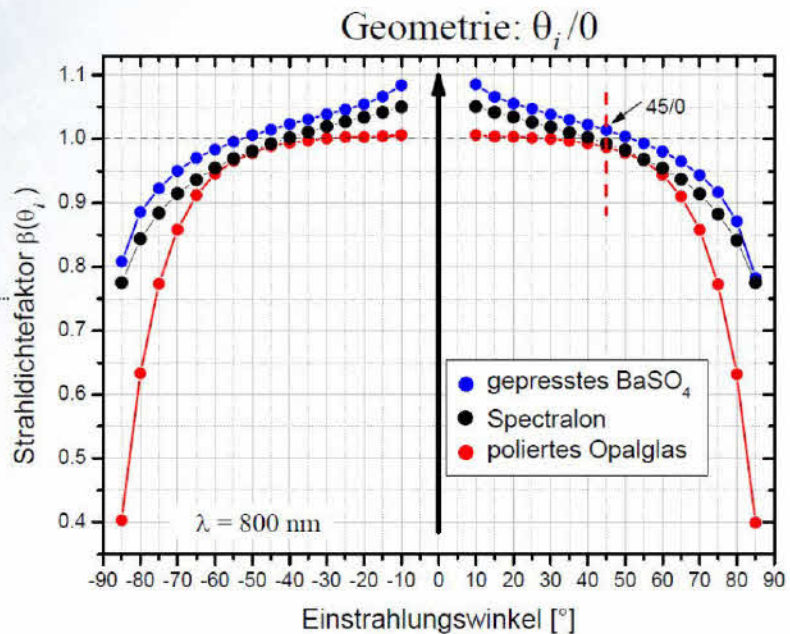 Geometrie: θᵢ/0
1.1
1.0
0.9
0.8
0.7
0.6
0.5
0.4
Strahldichtefaktor β(θᵢ)
45/0
gepresstes BaSO₄
Spectralon
poliertes Opalglas
λ = 800 nm
-90 -80 -70 -60 -50 -40 -30 -20 -10 0 10 20 30 40 50 60 70 80 90
Einstrahlungswinkel [°]